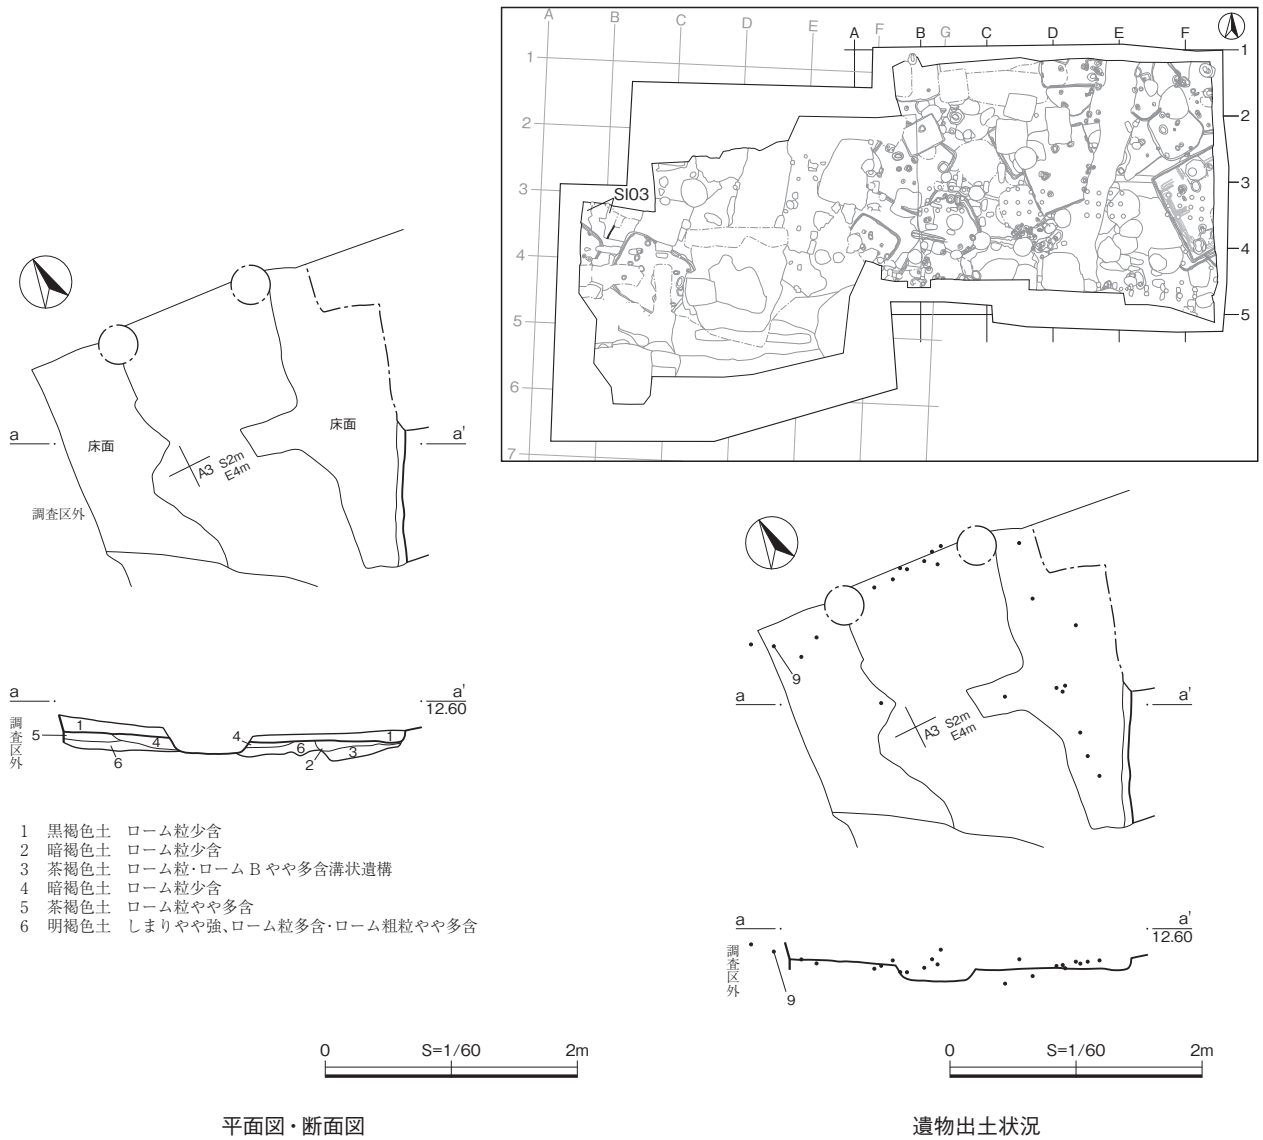 A B C D E F G
A B C D E F
1
2
3
4
5
6
7
1
2
3
4
5
SI03
床面
床面
a
a'
A3 S2m
E4m
調査区外
a
a'
12.60
調査区外
1
5
4
6
4
6
2
3
1
1 黒褐色土 ローム粒少含
2 暗褐色土 ローム粒少含
3 茶褐色土 ローム粒・ローム B やや多含溝状遺構
4 暗褐色土 ローム粒少含
5 茶褐色土 ローム粒やや多含
6 明褐色土 しまりやや強、ローム粒多含・ローム粗粒やや多含
0 S=1/60 2m
平面図・断面図
9
a
a'
A3 S2m
E4m
a
a'
12.60
調査区外
9
0 S=1/60 2m
遺物出土状況